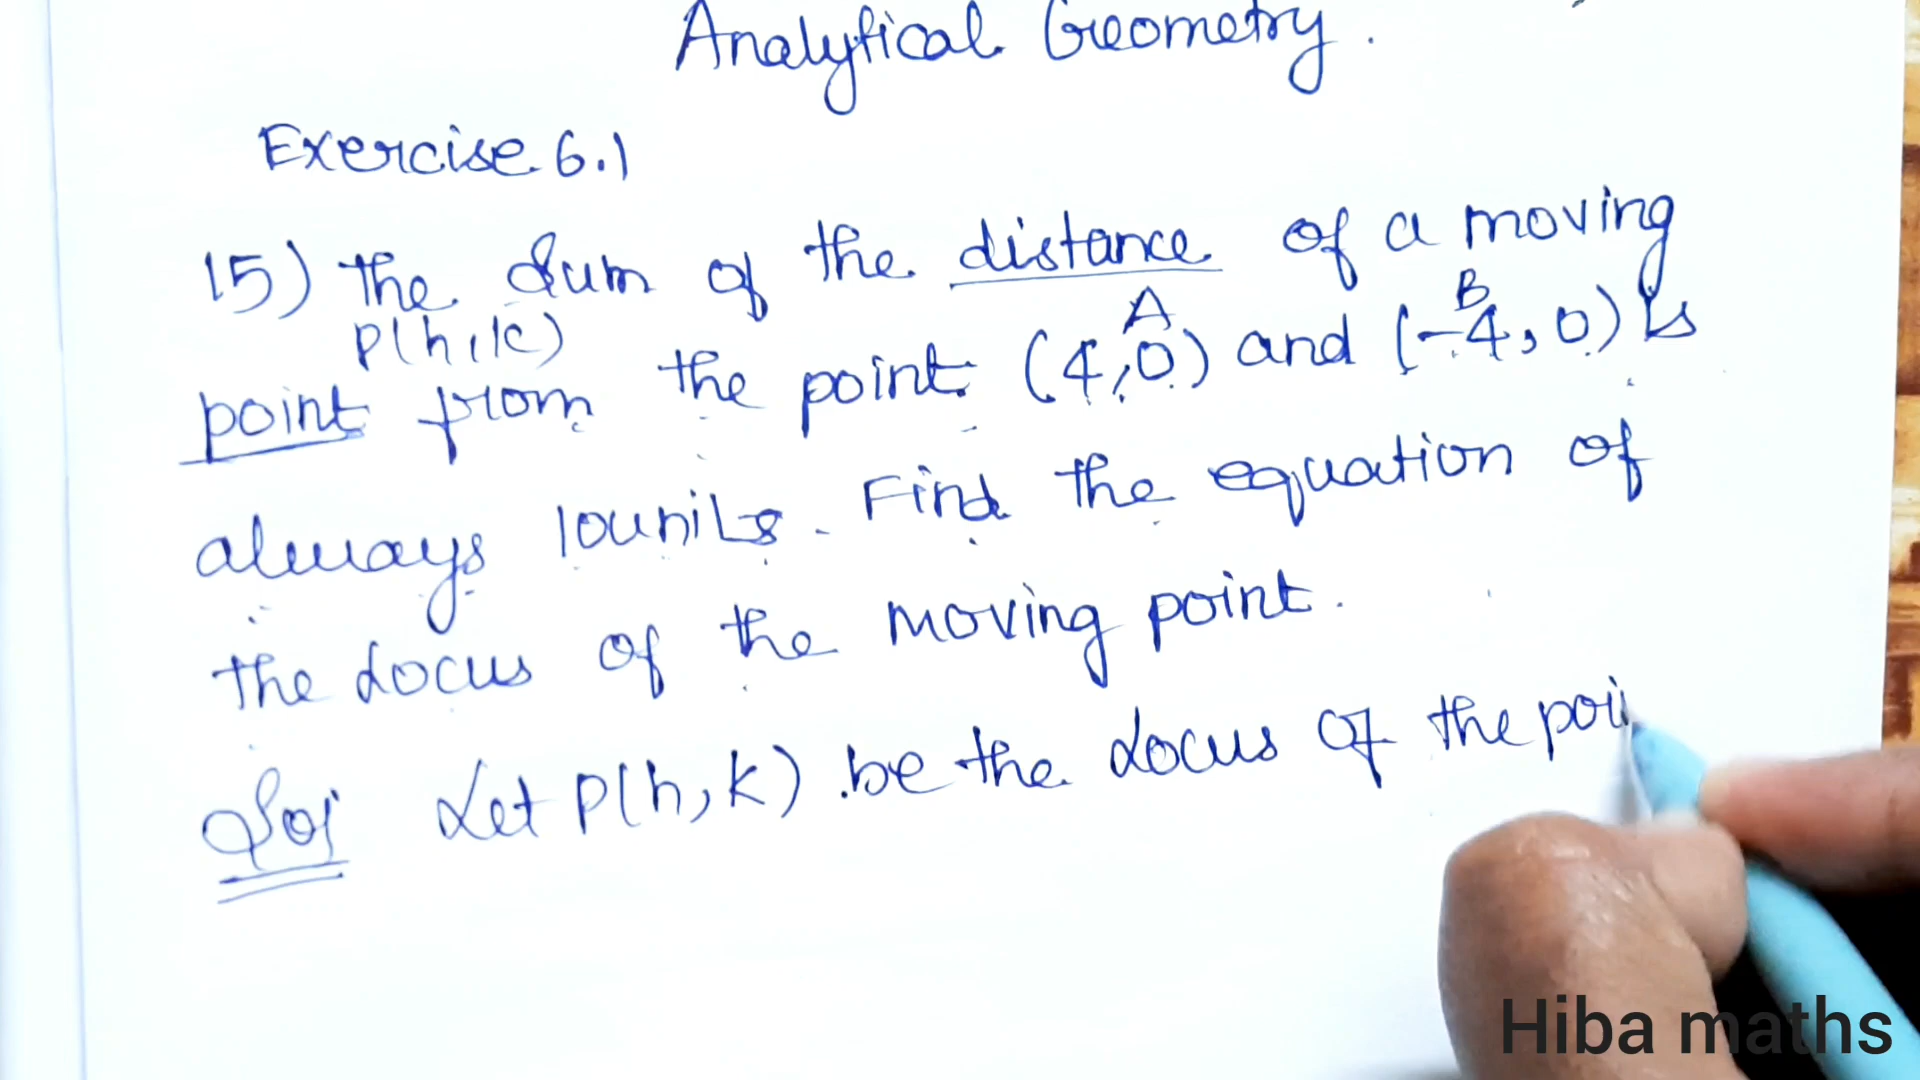 Analytical Geometry.
Exercise 6.1
15) The Sum of the distance of a moving
P(h,k) A B
point from the point (4,0) and (-4,0) is
always 10units. Find the equation of
the Locus of the moving point.
Sol Let P(h,k) be the Locus of the poi
Hiba maths